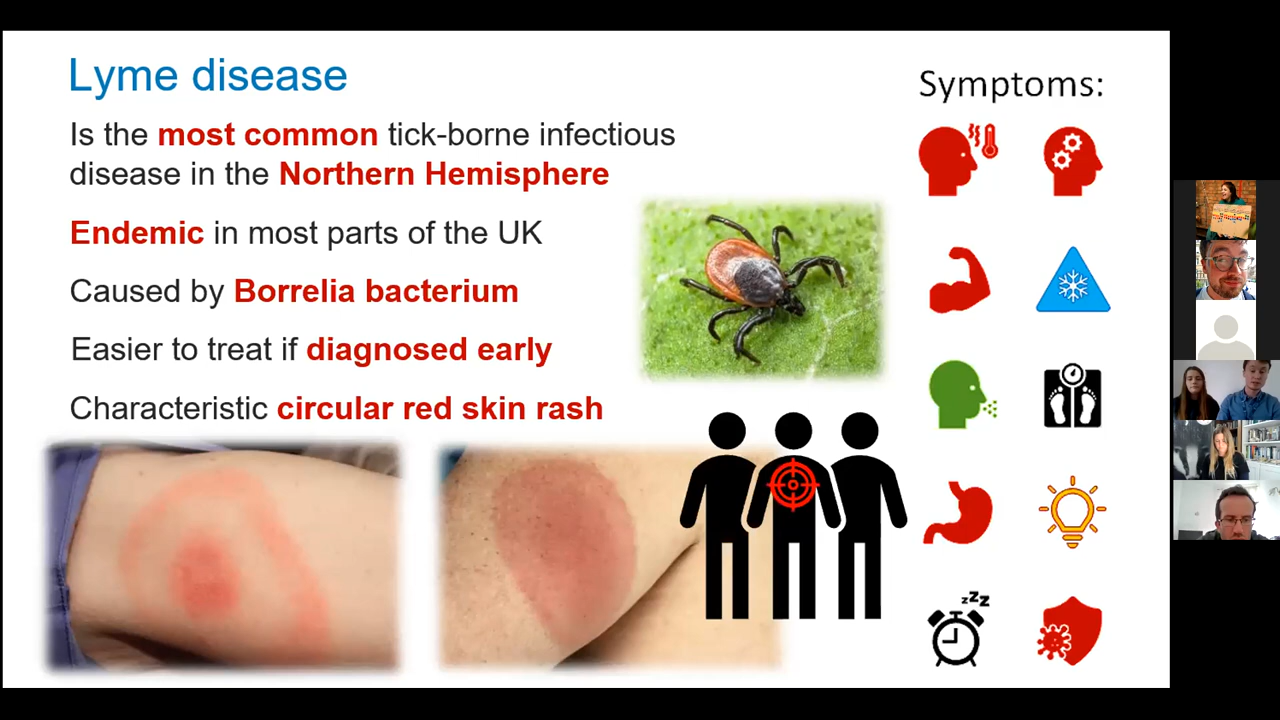 Lyme disease
Is the most common tick-borne infectious
disease in the Northern Hemisphere
Endemic in most parts of the UK
Caused by Borrelia bacterium
Easier to treat if diagnosed early
Characteristic circular red skin rash
Symptoms:
zzZ